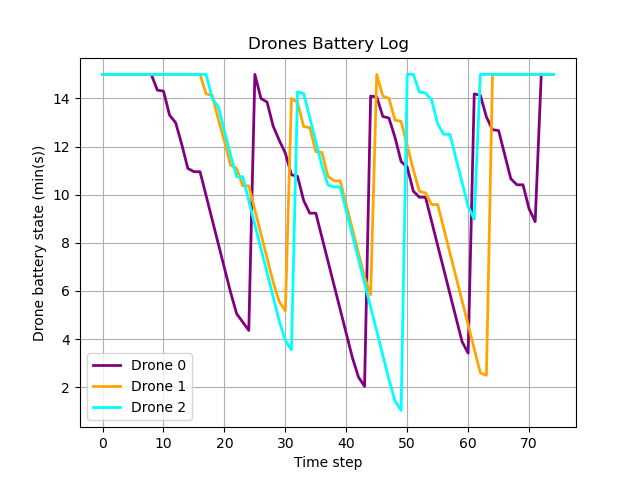 Drones Battery Log
Drone battery state (min(s))
14
12
10
8
6
4
2
Drone 0
Drone 1
Drone 2
0 10 20 30 40 50 60 70
Time step